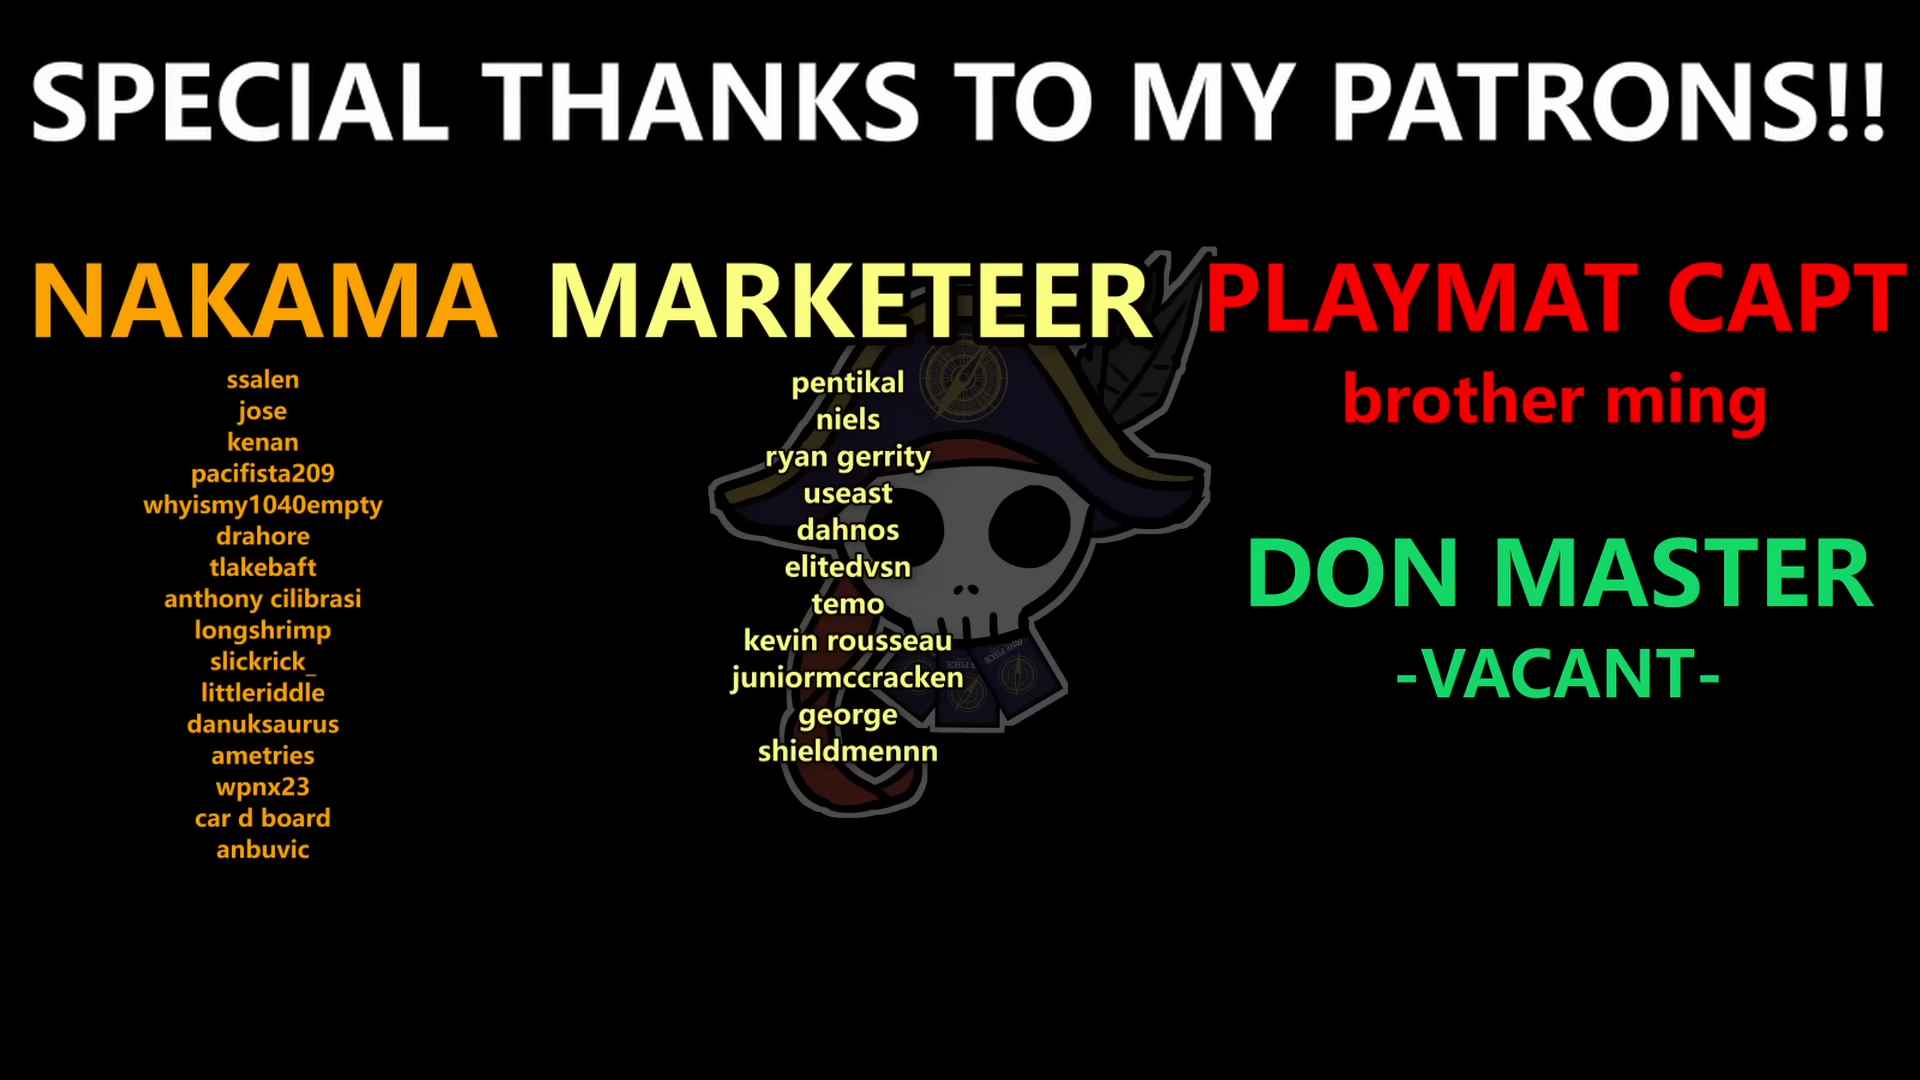 SPECIAL THANKS TO MY PATRONS!!
NAKAMA
ssalen
jose
kenan
pacifista209
whyismy1040empty
drahore
tlakebaft
anthony cilibrasi
longshrimp
slickrick_
littleriddle
danuksaurus
ametries
wpnx23
car d board
anbuvic
MARKETEER
pentikal
niels
ryan gerrity
useast
dahnos
elitedvsn
temo
kevin rousseau
juniormccracken
george
shieldmennn
PLAYMAT CAPT
brother ming
DON MASTER
-VACANT-
ONE PIECE